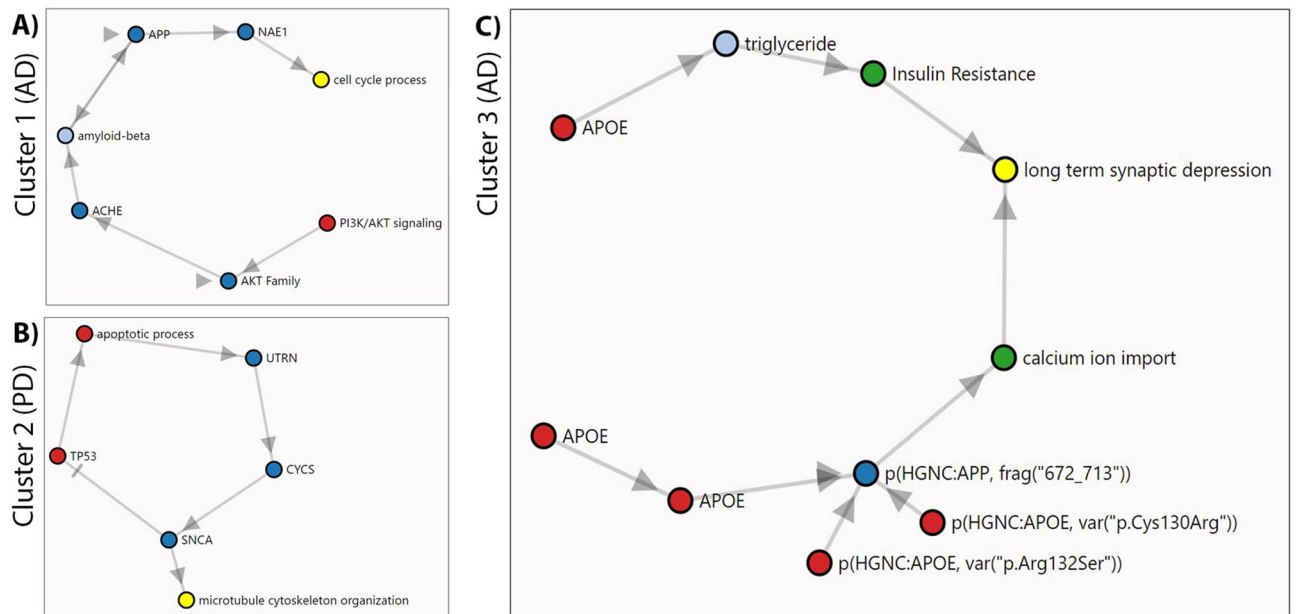 A)
Cluster 1 (AD)
APP
NAE1
cell cycle process
amyloid-beta
ACHE
PI3K/AKT signaling
AKT Family
B)
Cluster 2 (PD)
apoptotic process
UTRN
TP53
CYCS
SNCA
microtubule cytoskeleton organization
C)
Cluster 3 (AD)
triglyceride
Insulin Resistance
APOE
long term synaptic depression
calcium ion import
APOE
APOE
p(HGNC:APP, frag("672_713"))
p(HGNC:APOE, var("p.Cys130Arg"))
p(HGNC:APOE, var("p.Arg132Ser"))